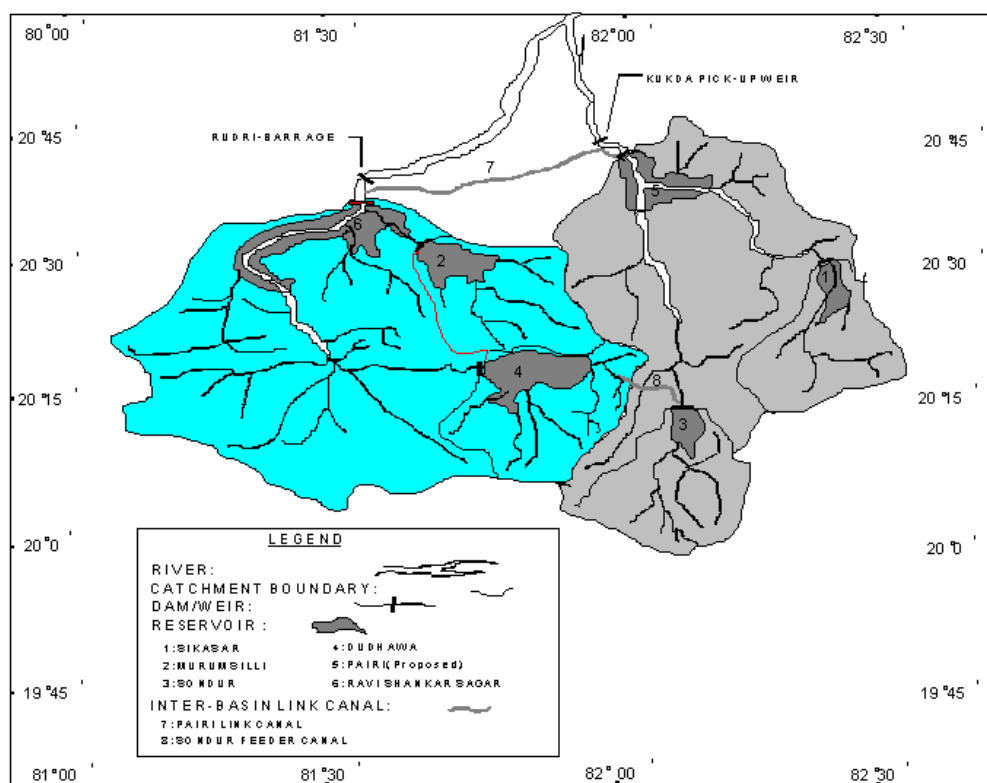 80°00' 81°30' 82°00' 82°30'
KUKDA PICK-UPWEIR
20°45' 20°45'
RUDRI-BARRAGE
7
5
6
20°30' 2 1 20°30'
4 8
20°15' 3 20°15'
20°0' 20°0'
LEGEND
RIVER:
CATCHMENT BOUNDARY:
DAM/WEIR:
RESERVOIR :
1:SIKASAR 4:DUDHAWA
2:MURUMSILLI 5:PAIRI(Proposed)
3:SONDUR 6:RAVISHANKAR SAGAR
INTER-BASIN LINK CANAL:
7:PAIRI LINK CANAL
8:SONDUR FEEDER CANAL
19°45' 19°45'
81°00' 81°30' 82°00' 82°30'